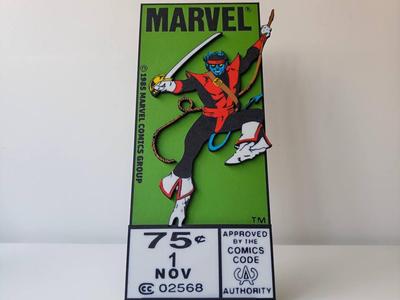 MARVEL®
© 1985 MARVEL COMICS GROUP
TM
75¢
1
NOV
CC 02568
APPROVED
BY THE
COMICS
CODE
CA
AUTHORITY